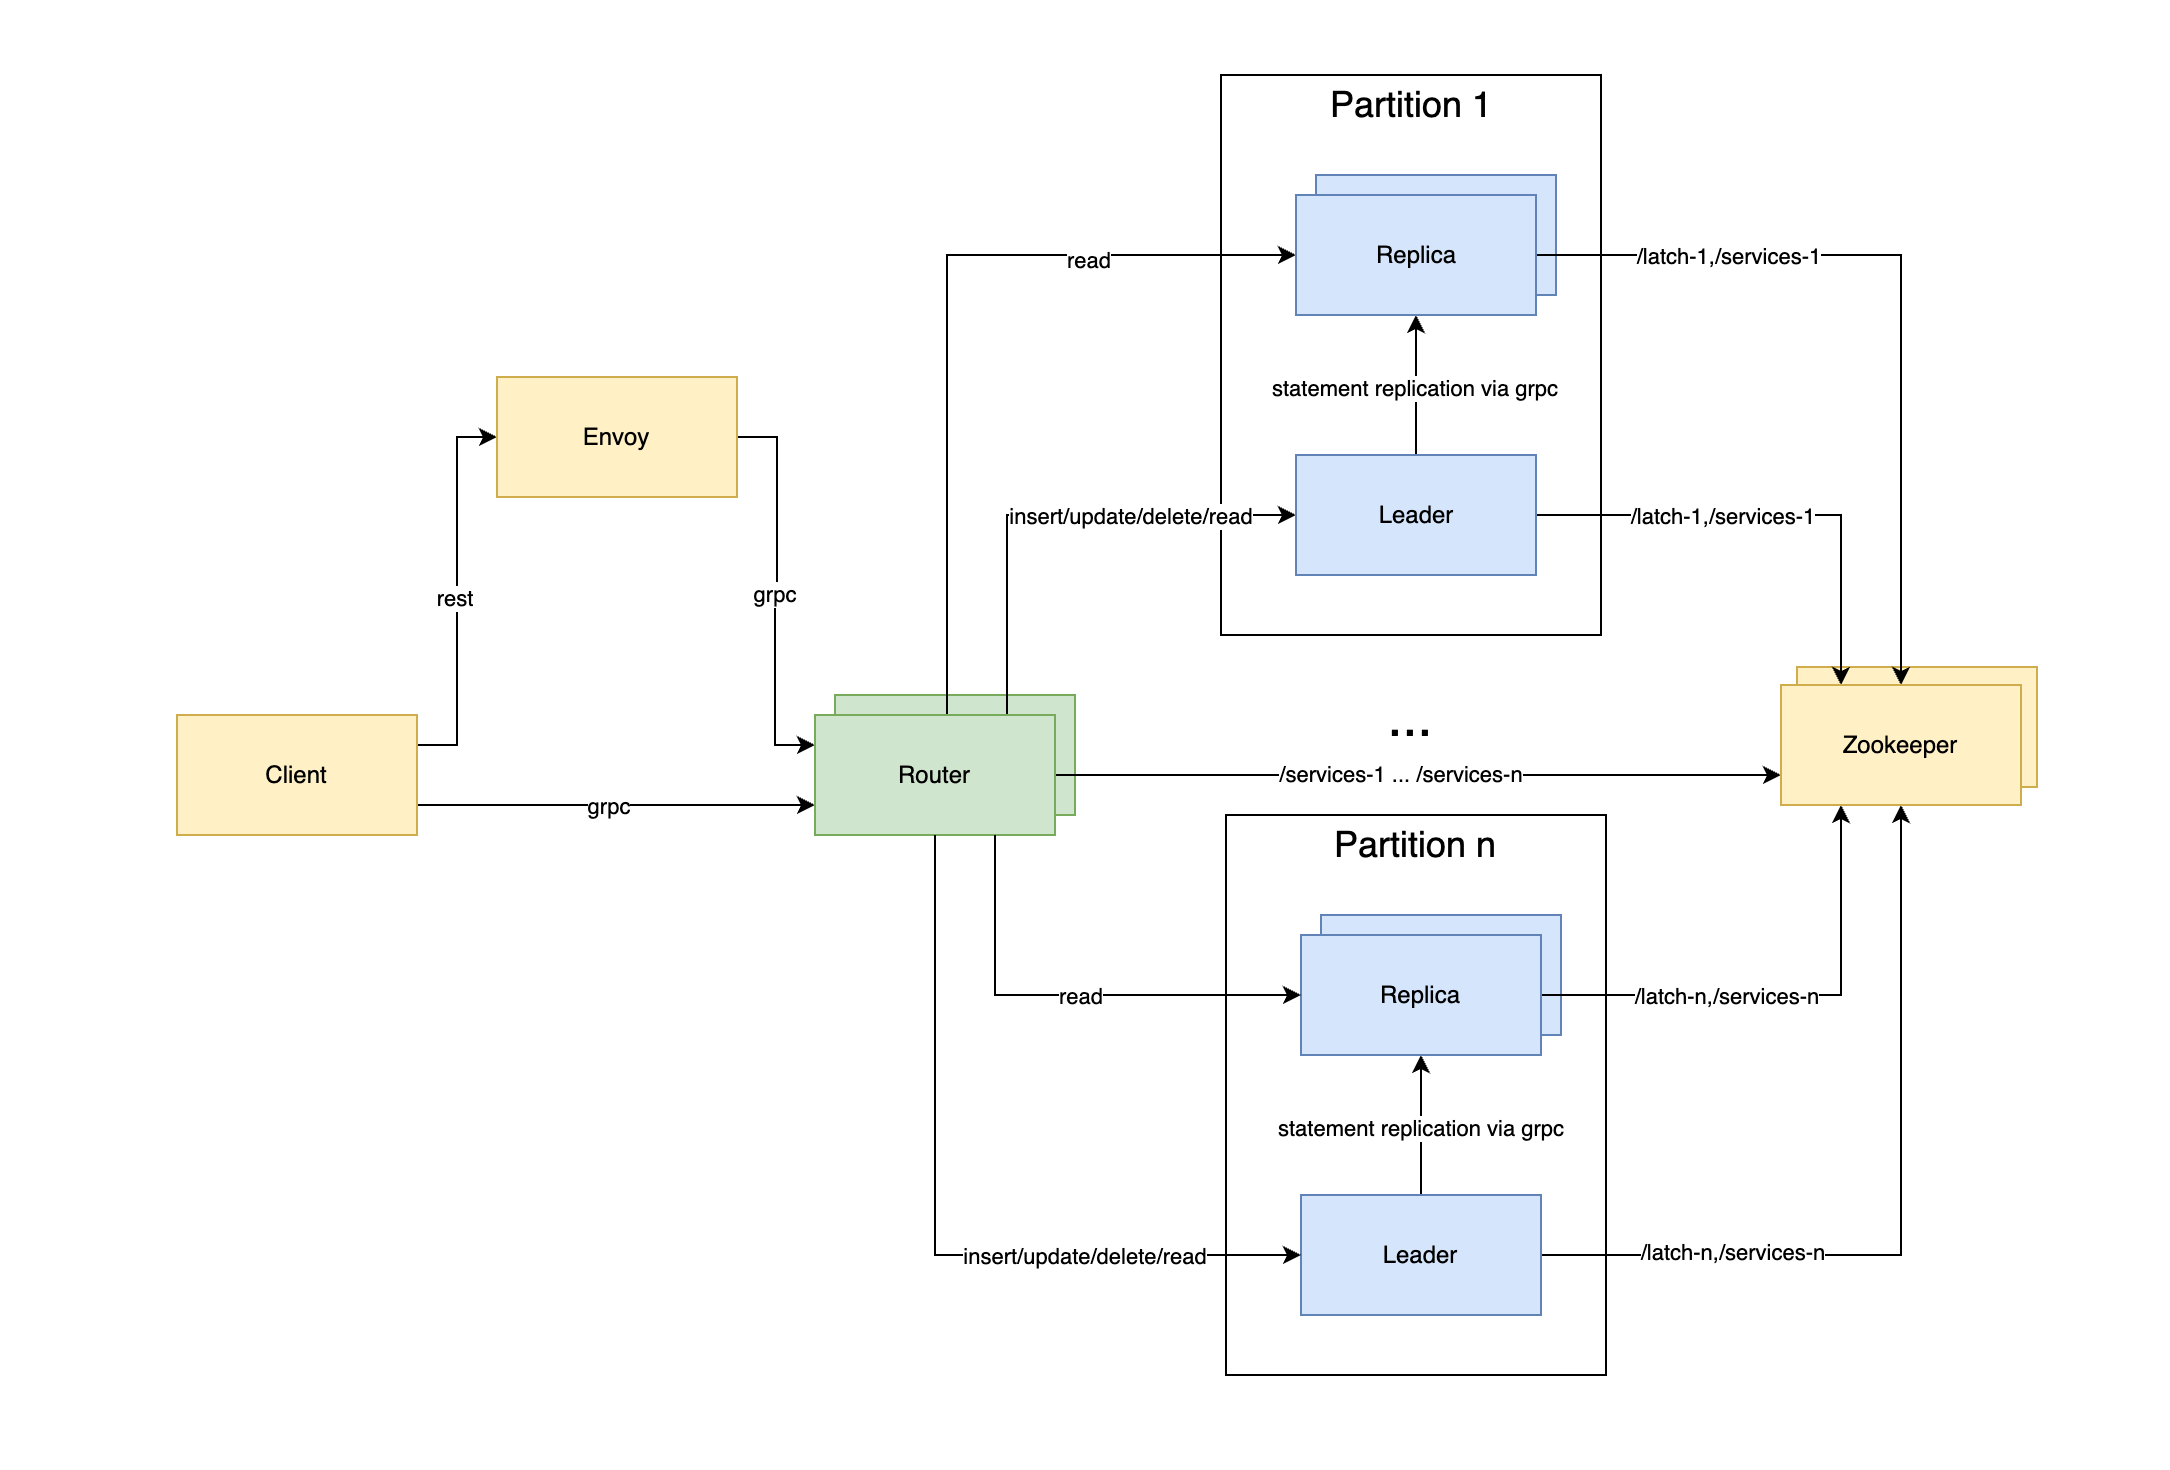 Partition 1
Replica
read
/latch-1,/services-1
statement replication via grpc
Envoy
Leader
insert/update/delete/read
/latch-1,/services-1
rest
grpc
Client
grpc
Router
...
/services-1 ... /services-n
Zookeeper
Partition n
Replica
read
/latch-n,/services-n
statement replication via grpc
Leader
insert/update/delete/read
/latch-n,/services-n